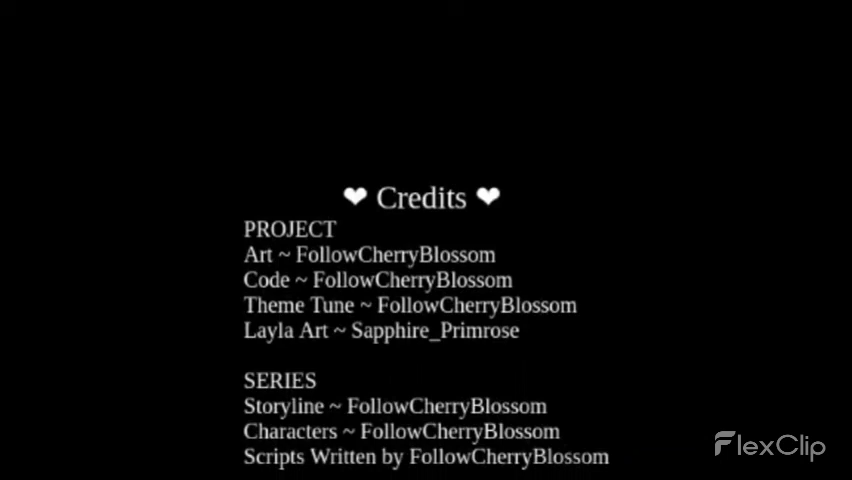 ❤ Credits ❤
PROJECT
Art ~ FollowCherryBlossom
Code ~ FollowCherryBlossom
Theme Tune ~ FollowCherryBlossom
Layla Art ~ Sapphire_Primrose
SERIES
Storyline ~ FollowCherryBlossom
Characters ~ FollowCherryBlossom
Scripts Written by FollowCherryBlossom
FlexClip